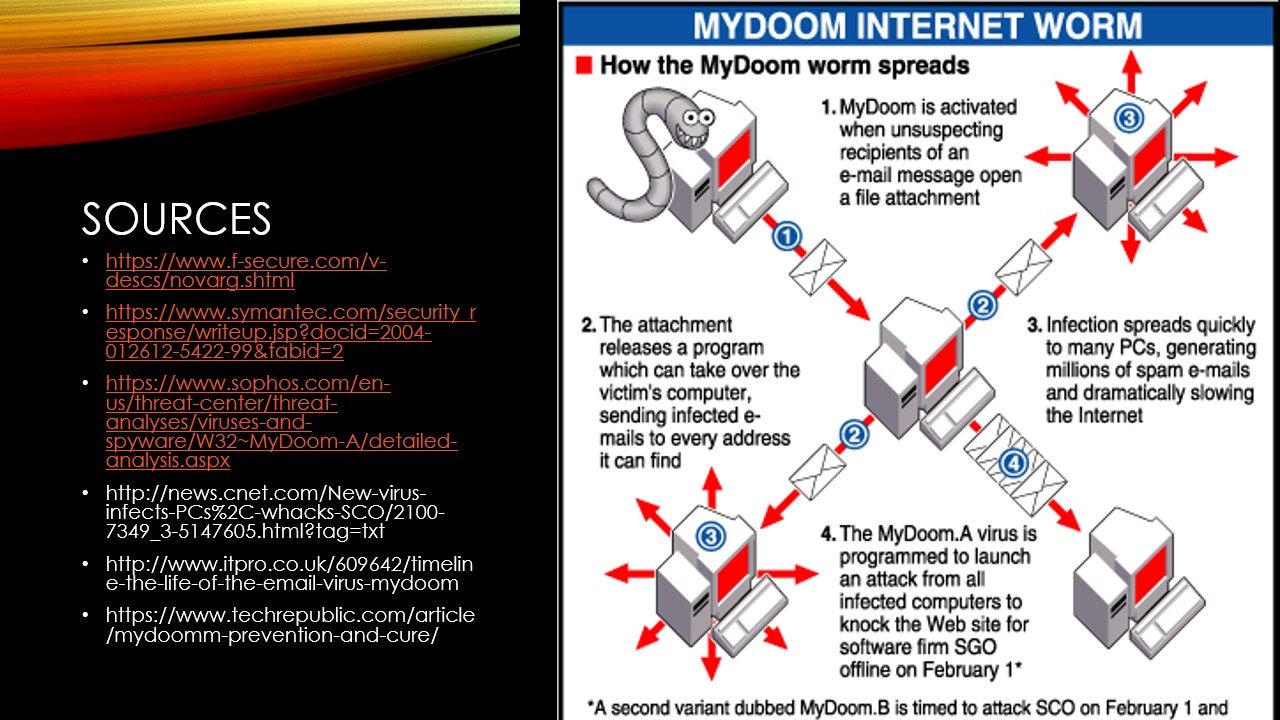 SOURCES
• https://www.f-secure.com/v-
descs/novarg.shtml
• https://www.symantec.com/security_r
esponse/writeup.jsp?docid=2004-
012612-5422-99&tabid=2
• https://www.sophos.com/en-
us/threat-center/threat-
analyses/viruses-and-
spyware/W32~MyDoom-A/detailed-
analysis.aspx
• http://news.cnet.com/New-virus-
infects-PCs%2C-whacks-SCO/2100-
7349_3-5147605.html?tag=txt
• http://www.itpro.co.uk/609642/timelin
e-the-life-of-the-email-virus-mydoom
• https://www.techrepublic.com/article
/mydoomm-prevention-and-cure/
MYDOOM INTERNET WORM
How the MyDoom worm spreads
1. MyDoom is activated
when unsuspecting
recipients of an
e-mail message open
a file attachment
3
1
2
2. The attachment
releases a program
which can take over the
victim's computer,
sending infected e-
mails to every address
it can find
3. Infection spreads quickly
to many PCs, generating
millions of spam e-mails
and dramatically slowing
the Internet
2
4
3
4. The MyDoom.A virus is
programmed to launch
an attack from all
infected computers to
knock the Web site for
software firm SGO
offline on February 1*
*A second variant dubbed MyDoom.B is timed to attack SCO on February 1 and